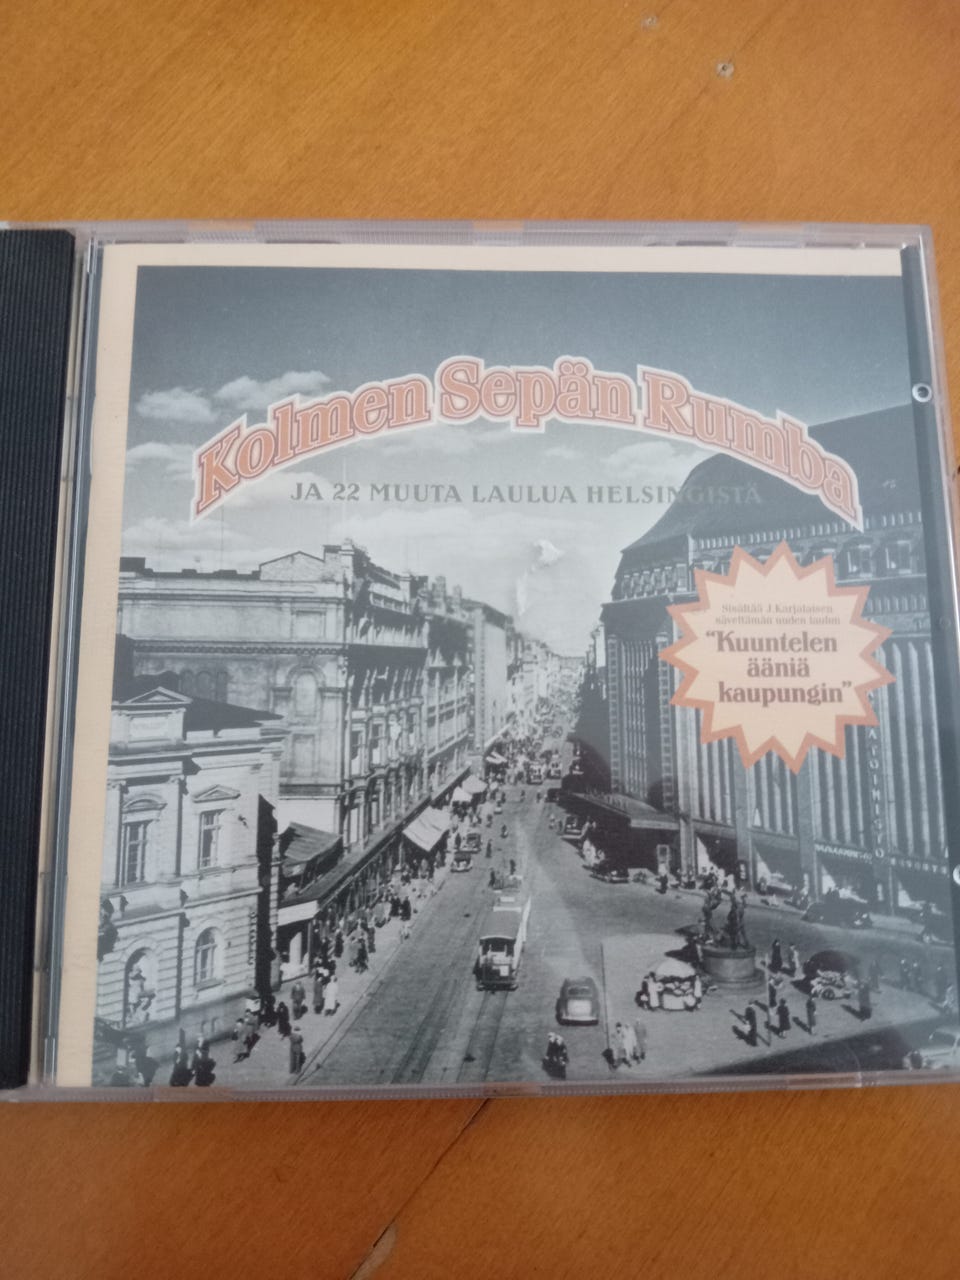 Kolmen Sepän Rumba
JA 22 MUUTA LAULUA HELSINGISTÄ
Sisältää J.Karjalaisen
säveltämän uuden laulun
“Kuuntelen
ääniä
kaupungin”